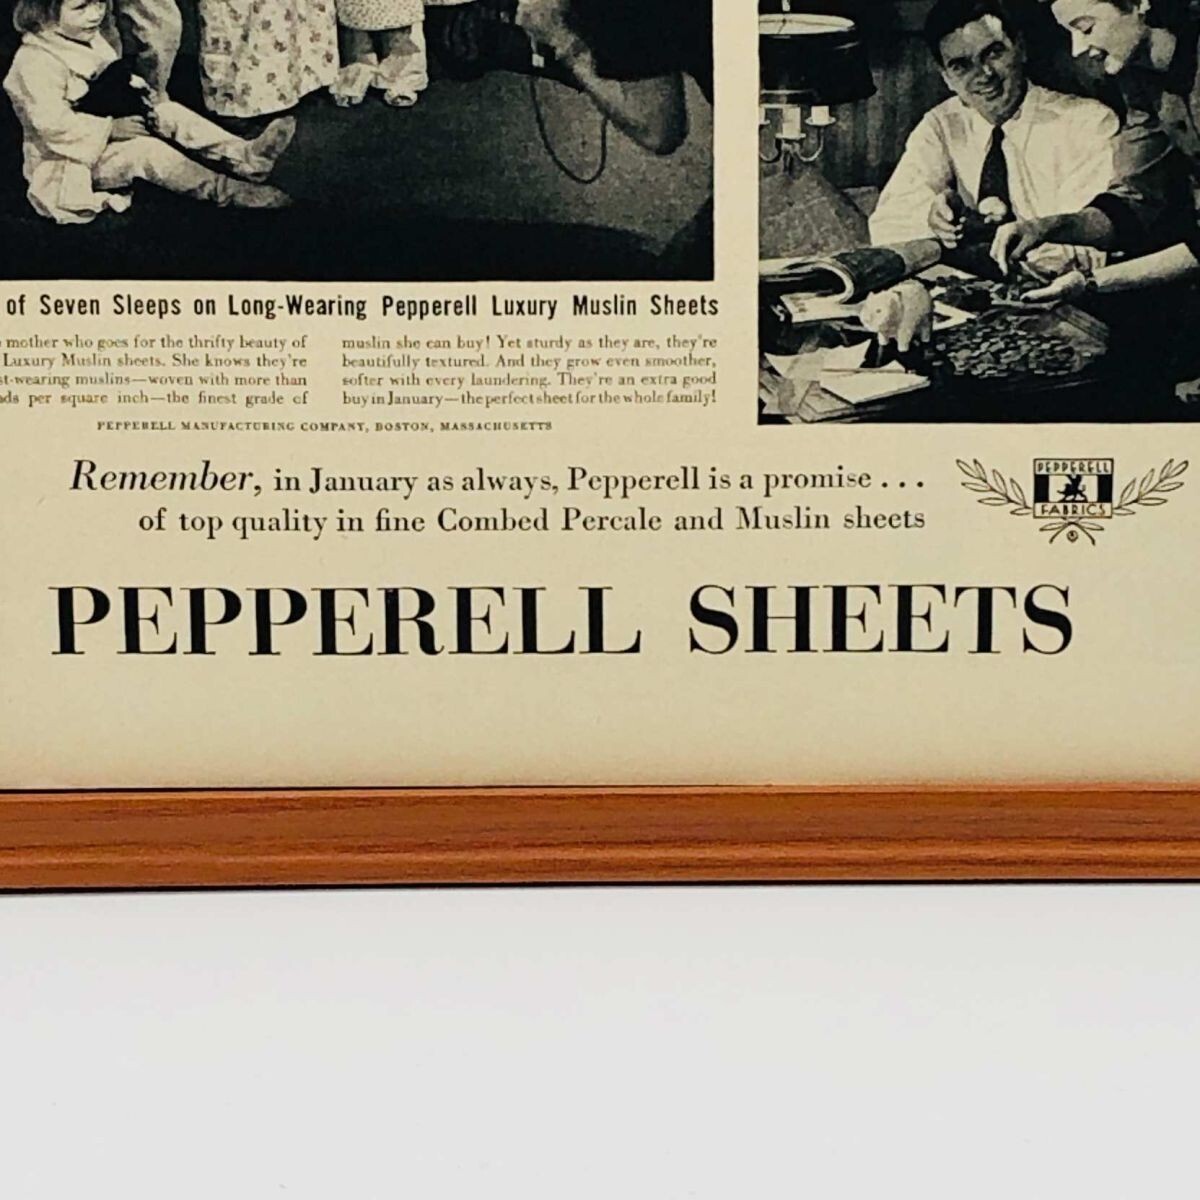 of Seven Sleeps on Long-Wearing Pepperell Luxury Muslin Sheets
mother who goes for the thrifty beauty of
Luxury Muslin sheets. She knows they're
st-wearing muslins—woven with more than
ds per square inch—the finest grade of
muslin she can buy! Yet sturdy as they are, they're
beautifully textured. And they grow even smoother,
softer with every laundering. They're an extra good
buy in January—the perfect sheet for the whole family!
PEPPERELL MANUFACTURING COMPANY, BOSTON, MASSACHUSETTS
Remember, in January as always, Pepperell is a promise . . .
of top quality in fine Combed Percale and Muslin sheets
PEPPERELL
FABRICS
®
PEPPERELL SHEETS